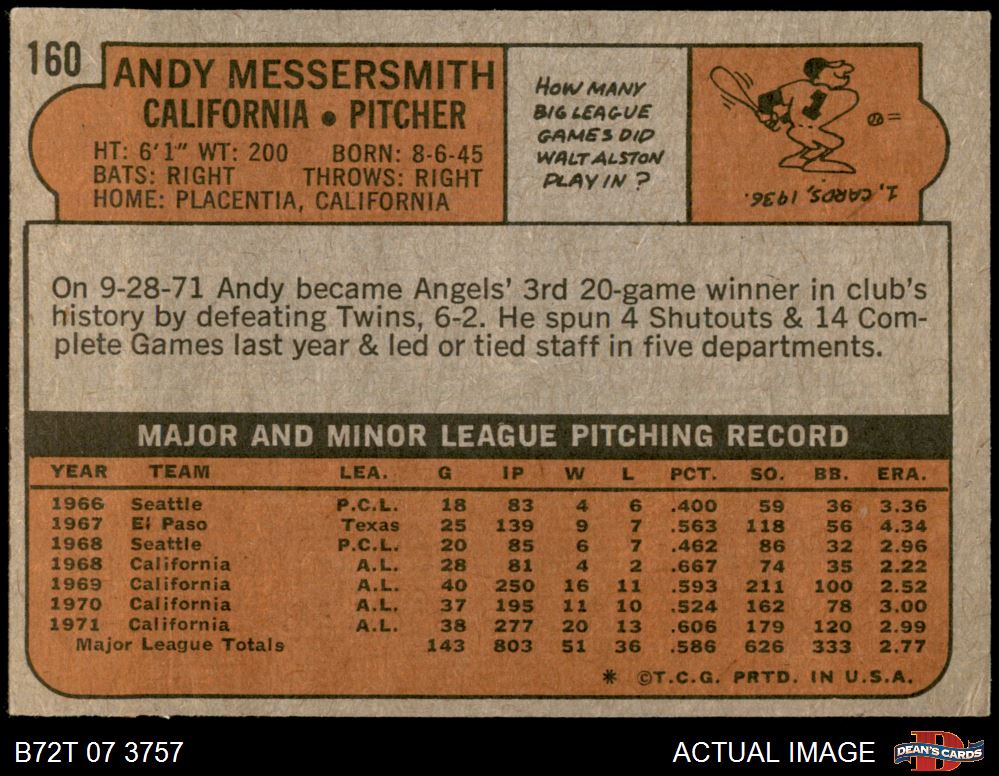 160
ANDY MESSERSMITH
CALIFORNIA • PITCHER
HT: 6'1" WT: 200 BORN: 8-6-45
BATS: RIGHT THROWS: RIGHT
HOME: PLACENTIA, CALIFORNIA
HOW MANY
BIG LEAGUE
GAMES DID
WALT ALSTON
PLAY IN ?
1
1, CARDS, 1936.
On 9-28-71 Andy became Angels' 3rd 20-game winner in club's
history by defeating Twins, 6-2. He spun 4 Shutouts & 14 Com-
plete Games last year & led or tied staff in five departments.
MAJOR AND MINOR LEAGUE PITCHING RECORD
YEAR TEAM LEA. G IP W L PCT. SO. BB. ERA.
1966 Seattle P.C.L. 18 83 4 6 .400 59 36 3.36
1967 El Paso Texas 25 139 9 7 .563 118 56 4.34
1968 Seattle P.C.L. 20 85 6 7 .462 86 32 2.96
1968 California A.L. 28 81 4 2 .667 74 35 2.22
1969 California A.L. 40 250 16 11 .593 211 100 2.52
1970 California A.L. 37 195 11 10 .524 162 78 3.00
1971 California A.L. 38 277 20 13 .606 179 120 2.99
Major League Totals 143 803 51 36 .586 626 333 2.77
* ©T.C.G. PRTD. IN U.S.A.
B72T 07 3757
ACTUAL IMAGE
DEAN'S CARDS